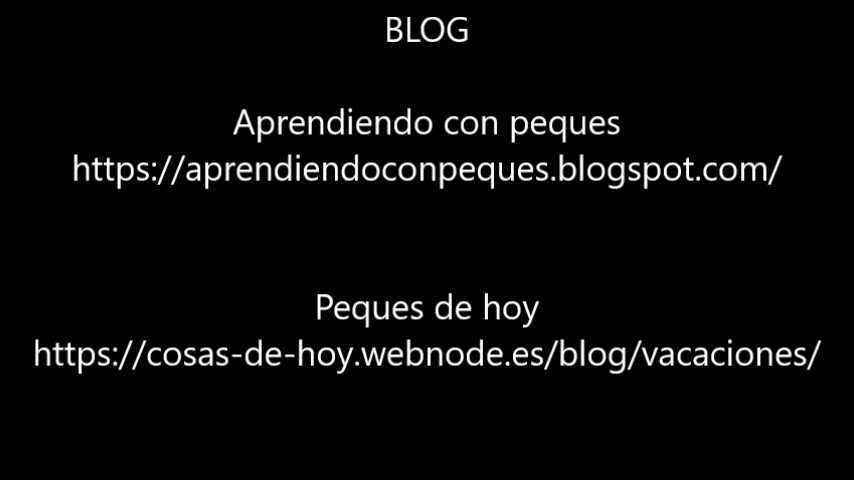 BLOG
Aprendiendo con peques
https://aprendiendoconpeques.blogspot.com/
Peques de hoy
https://cosas-de-hoy.webnode.es/blog/vacaciones/